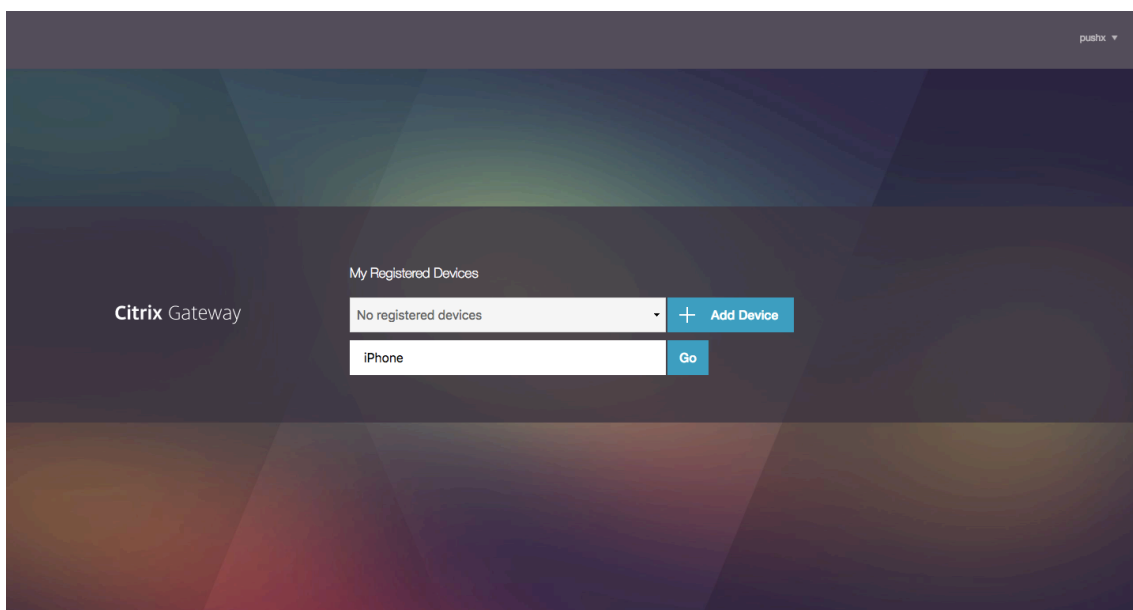 pushx
My Registered Devices
Citrix Gateway
No registered devices
Add Device
iPhone
Go